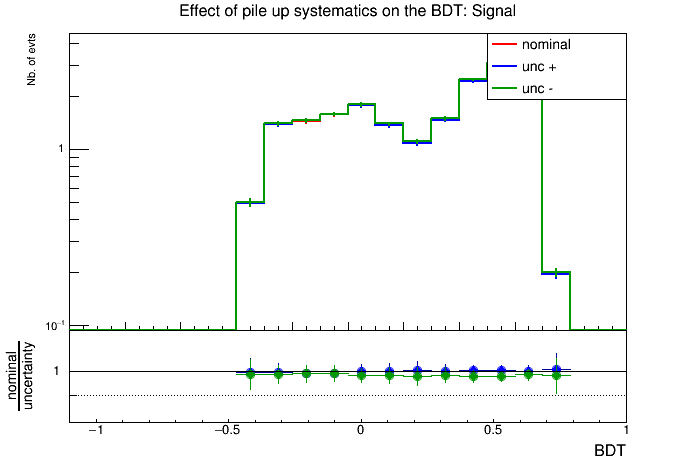 Effect of pile up systematics on the BDT: Signal
Nb. of evts
nominal
unc +
unc -
1
10⁻¹
nominal
uncertainty
1
−1 −0.5 0 0.5 1
BDT